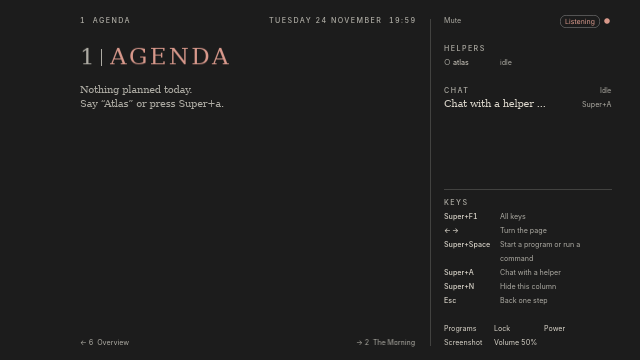 1 AGENDA
TUESDAY 24 NOVEMBER 19:59
1|AGENDA
Nothing planned today.
Say “Atlas” or press Super+a.
← 6 Overview
→ 2 The Morning
Mute
Listening
HELPERS
atlas idle
CHAT Idle
Chat with a helper ... Super+A
KEYS
Super+F1 All keys
← → Turn the page
Super+Space Start a program or run a
command
Super+A Chat with a helper
Super+N Hide this column
Esc Back one step
Programs Lock Power
Screenshot Volume 50%